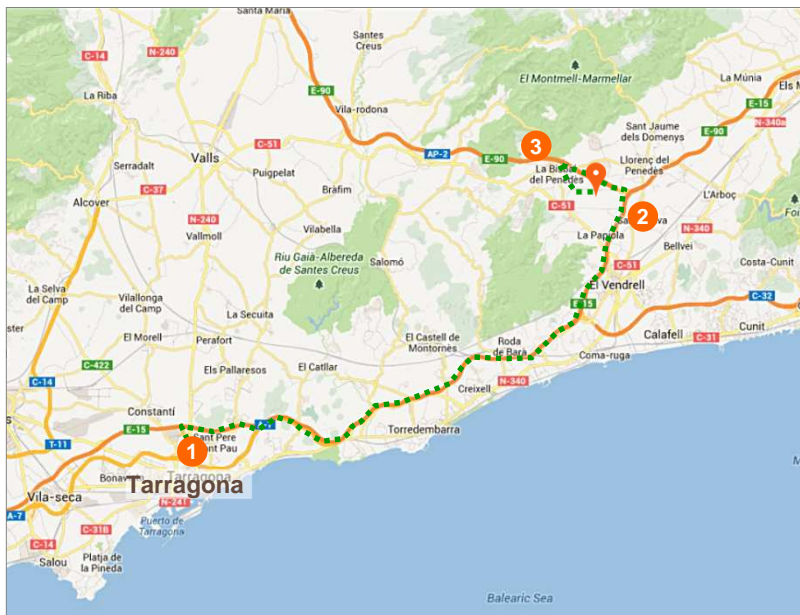 Santa Maria
C-14
N-240
Santes
Creus
E-90
El Montmell-Marmellar
La Múnia
E-15
Els M
La Riba
Vila-rodona
N-340a
E-90
Sant Jaume
dels Domenys
C-51
Valls
AP-2
E-90
3
La Bisbal
del Penedès
Llorenç del
Penedès
Serradalt
Puigpelat
C-37
Brafim
C-51
L'Arboç
Alcover
N-240
2
Vilabella
Vallmoll
La Papiola
N-340
Bellvei
Riu Gaià-Albereda
de Santes Creus
Salomó
C-51
Costa-Cunit
La Selva
del Camp
Vilallonga
del Camp
El Vendrell
C-32
La Secuita
E-15
El Morell
Perafort
El Castell de
Montornès
Roda
de Barà
Calafell
Cunit
C-31
C-422
Els Pallaresos
El Catllar
Coma-ruga
C-14
N-340
Creixell
Constantí
E-15
A-7
Torredembarra
T-11
Sant Pere
1
Tarragona
Tarragona
Vila-seca
N-241
A-7
Puerto de
Tarragona
C-31B
C-14
Salou
Platja de
la Pineda
Balearic Sea